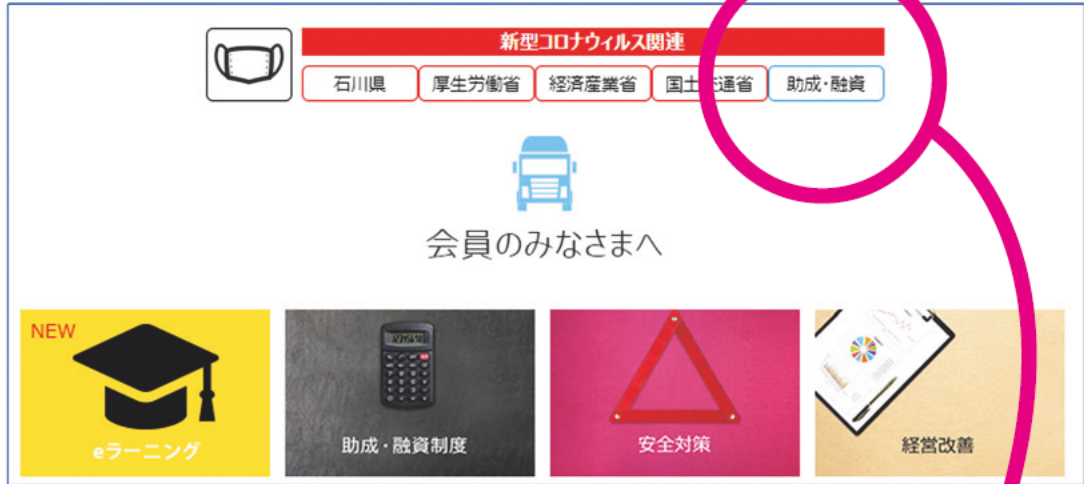 新型コロナウィルス関連
石川県 厚生労働省 経済産業省 国土交通省 助成・融資
会員のみなさまへ
NEW
eラーニング 助成・融資制度 安全対策 経営改善